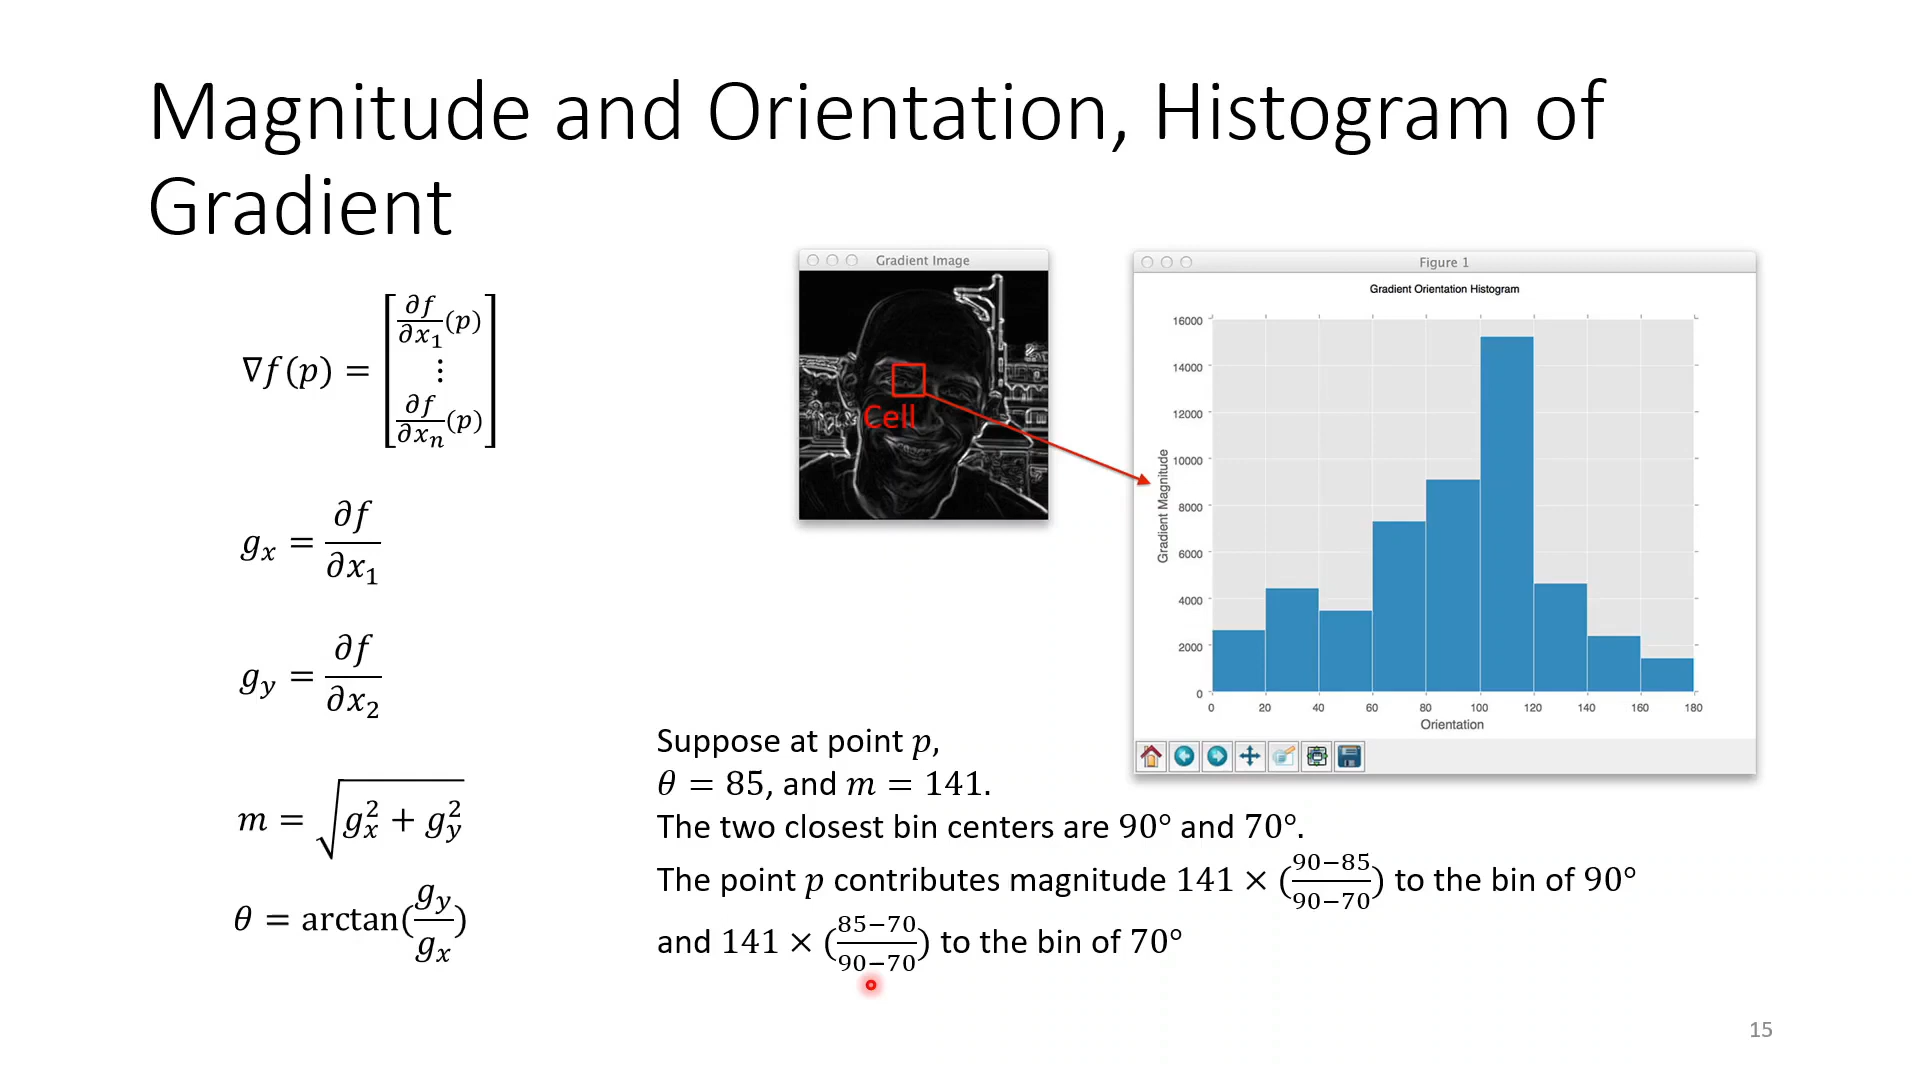 Magnitude and Orientation, Histogram of
Gradient
∇f(p) = [∂f/∂x₁(p) ⋮ ∂f/∂xₙ(p)]
gₓ = ∂f/∂x₁
g_y = ∂f/∂x₂
m = √(gₓ² + g_y²)
θ = arctan(g_y/gₓ)
Gradient Image
Cell
Figure 1
Gradient Orientation Histogram
Gradient Magnitude
16000
14000
12000
10000
8000
6000
4000
2000
0
0 20 40 60 80 100 120 140 160 180
Orientation
Suppose at point p,
θ = 85, and m = 141.
The two closest bin centers are 90° and 70°.
The point p contributes magnitude 141 × (90−85/90−70) to the bin of 90°
and 141 × (85−70/90−70) to the bin of 70°
15